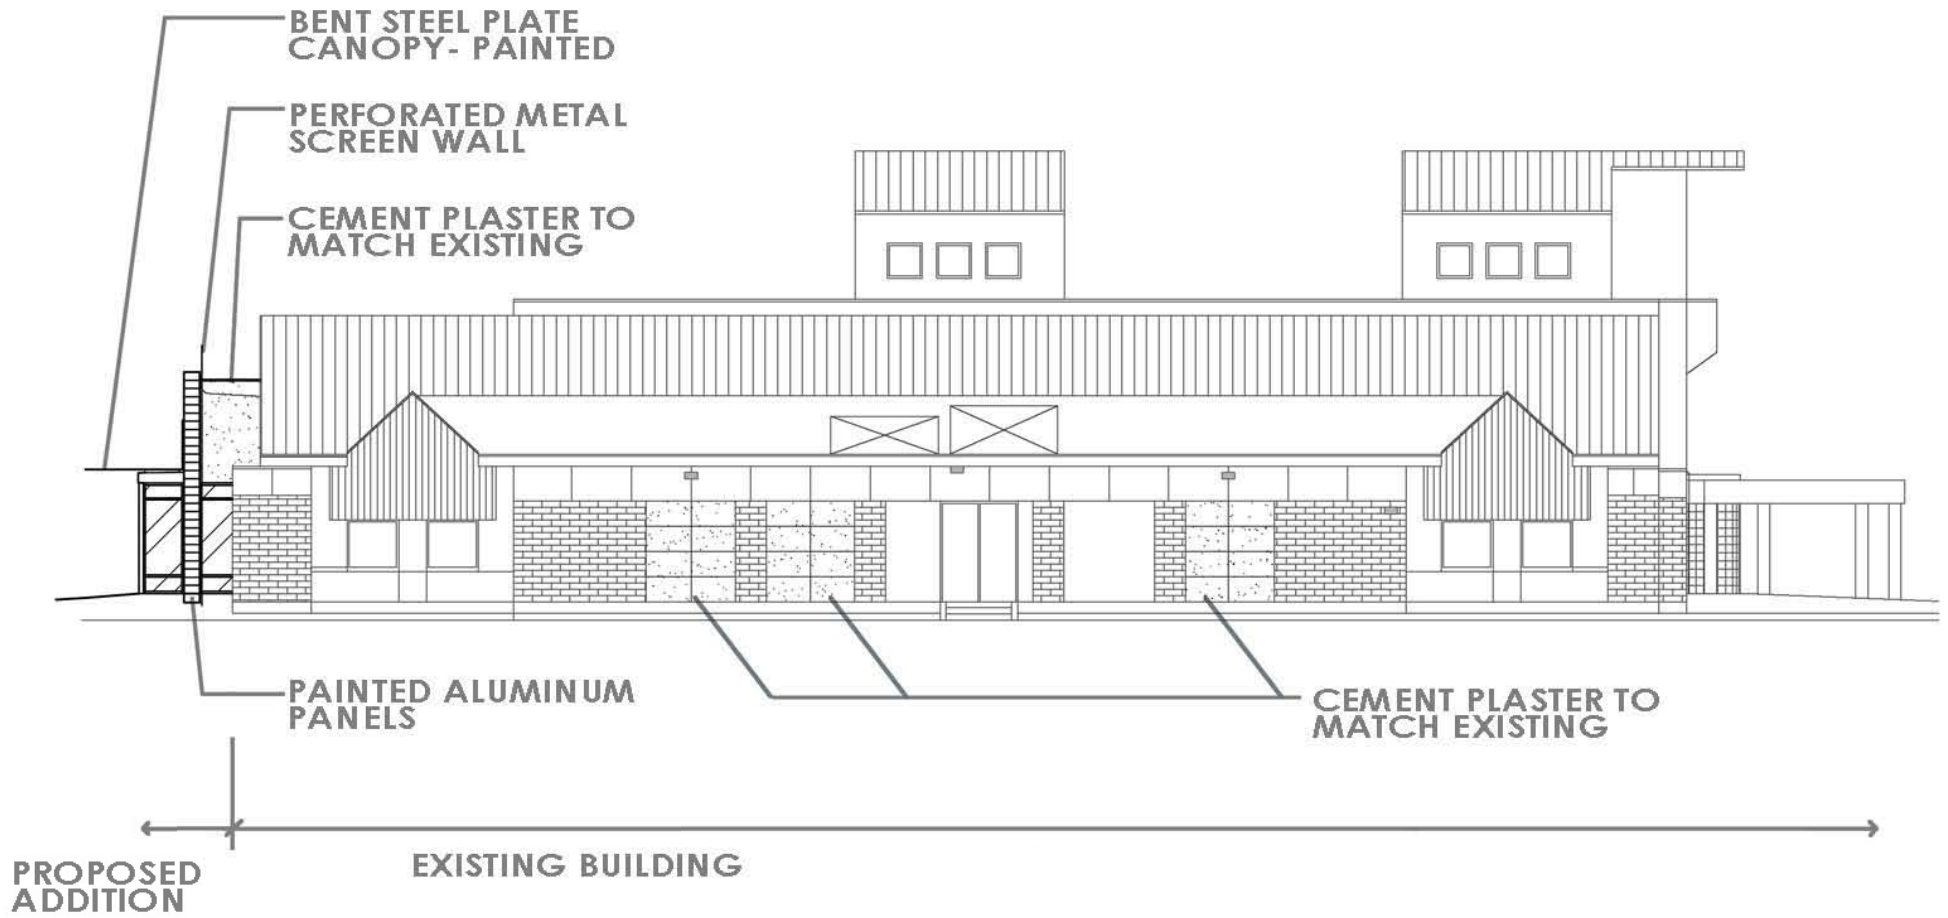 BENT STEEL PLATE
CANOPY- PAINTED
PERFORATED METAL
SCREEN WALL
CEMENT PLASTER TO
MATCH EXISTING
PAINTED ALUMINUM
PANELS
CEMENT PLASTER TO
MATCH EXISTING
PROPOSED
ADDITION
EXISTING BUILDING